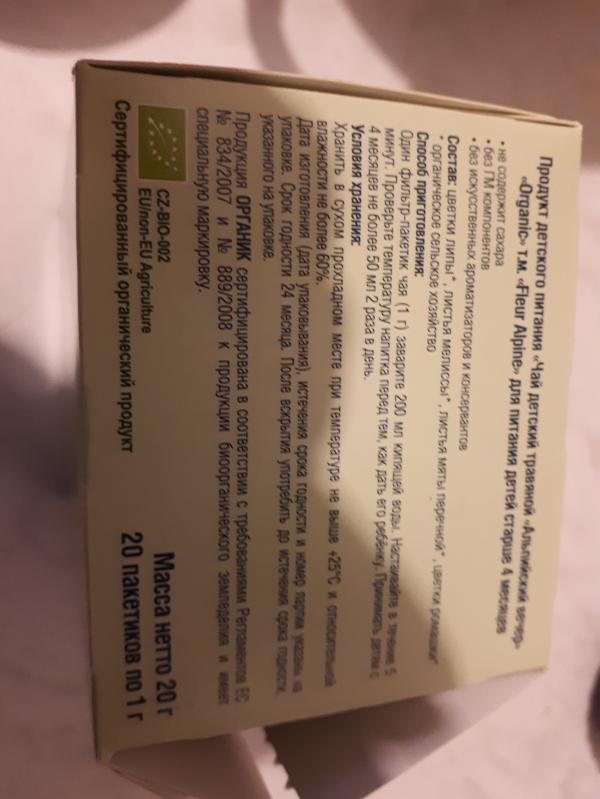 Продукт детского питания «Чай детский травяной «Альпийский вечер»
«Organic» т.м. «Fleur Alpine» для питания детей старше 4 месяцев
• не содержит сахара
• без ГМ компонентов
• без искусственных ароматизаторов и консервантов
Состав: цветки липы*, листья мелиссы*, листья мяты перечной*, цветки ромашки*
* органическое сельское хозяйство
Способ приготовления:
Один фильтр-пакетик чая (1 г) заварите 200 мл кипящей воды. Настаивайте в течение 5
минут. Проверьте температуру напитка перед тем, как дать его ребёнку. Принимать детям с
4 месяцев не более 50 мл 2 раза в день.
Условия хранения:
Хранить в сухом прохладном месте при температуре не выше +25°С и относительной
влажности не более 60%.
Дата изготовления (дата упаковывания), истечения срока годности и номер партии указаны на
упаковке. Срок годности 24 месяца. После вскрытия употребить до истечения срока годности,
указанного на упаковке.
Продукция ОРГАНИК сертифицирована в соответствии с требованиями Регламентов ЕС
№ 834/2007 и № 889/2008 к продукции биоорганического земледелия и имеет
специальную маркировку.
CZ-BIO-002
EU/non-EU Agriculture
Сертифицированный органический продукт
Масса нетто 20 г
20 пакетиков по 1 г